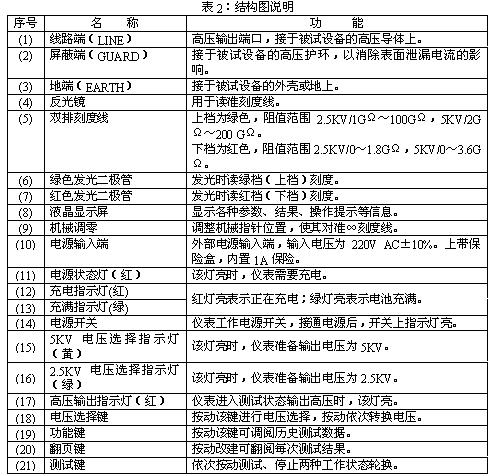 表2：结构图说明
序号 名 称 功 能
(1) 线路端(LINE) 高压输出端口，接于被试设备的高压导体上。
(2) 屏蔽端(GUARD) 接于被试设备的高压护环，以消除表面泄漏电流的影
响。
(3) 地端(EARTH) 接于被试设备的外壳或地上。
(4) 反光镜 用于读准刻度线。
(5) 双排刻度线 上档为绿色，阻值范围 2.5KV/1GΩ～100GΩ，5KV/2G
Ω～200 GΩ。
下档为红色，阻值范围 2.5KV/0～1.8GΩ，5KV/0～3.6G
Ω。
(6) 绿色发光二极管 发光时读绿档（上档）刻度。
(7) 红色发光二极管 发光时读红档（下档）刻度。
(8) 液晶显示屏 显示各种参数、结果、操作提示等信息。
(9) 机械调零 调整机械指针位置，使其对准∞刻度线。
(10) 电源输入端 外部电源输入端，输入电压为 220V AC±10%。上带保
险盒，内置1A保险。
(11) 电源状态灯（红） 该灯亮时，仪表需要充电。
(12) 充电指示灯(红) 红灯亮表示正在充电；绿灯亮表示电池充满。
(13) 充满指示灯(绿)
(14) 电源开关 仪表工作电源开关，接通电源后，开关上指示灯亮。
(15) 5KV 电压选择指示灯
（黄） 该灯亮时，仪表准备输出电压为5KV。
(16) 2.5KV 电压选择指示灯
（绿） 该灯亮时，仪表准备输出电压为2.5KV。
(17) 高压输出指示灯（红） 仪表进入测试状态输出高压时，该灯亮。
(18) 电压选择键 按动该键进行电压选择，按动依次转换电压。
(19) 功能键 按动该键可调阅历史测试数据。
(20) 翻页键 按动改建可翻阅每次测试结果。
(21) 测试键 依次按动测试、停止两种工作状态轮换。